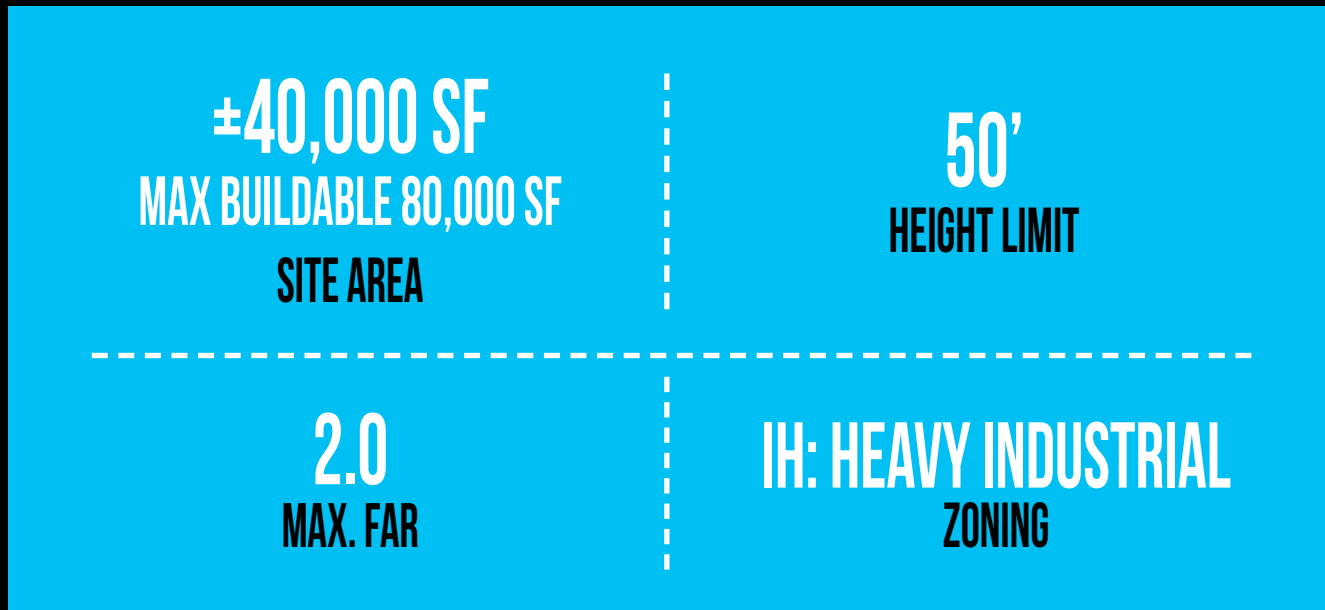 ±40,000 SF
MAX BUILDABLE 80,000 SF
SITE AREA
50’
HEIGHT LIMIT
2.0
MAX. FAR
IH: HEAVY INDUSTRIAL
ZONING